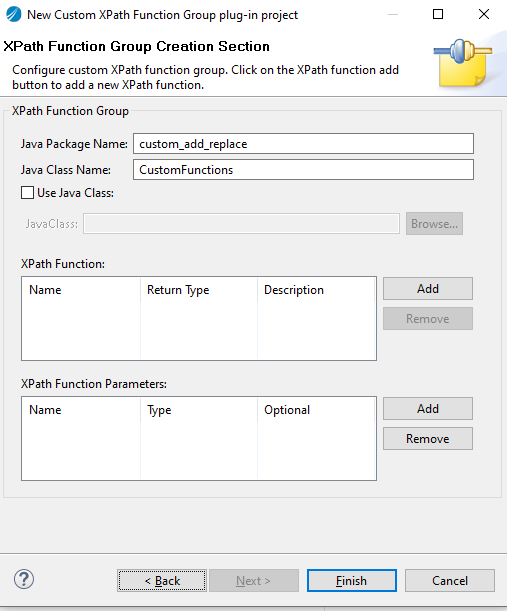 New Custom XPath Function Group plug-in project
XPath Function Group Creation Section
Configure custom XPath function group. Click on the XPath function add
button to add a new XPath function.
XPath Function Group
Java Package Name: custom_add_replace
Java Class Name: CustomFunctions
Use Java Class:
JavaClass: Browse...
XPath Function:
Name Return Type Description Add
Remove
XPath Function Parameters:
Name Type Optional Add
Remove
? < Back Next > Finish Cancel